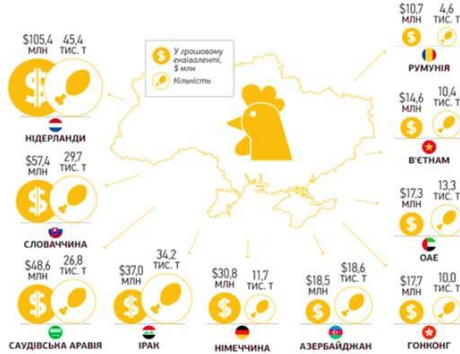 $105,4 45,4
МЛН ТИС. Т
НІДЕРЛАНДИ
$57,4 29,7
МЛН ТИС. Т
СЛОВАЧЧИНА
$48,6 26,8
МЛН ТИС. Т
САУДІВСЬКА АРАВІЯ
У грошовому
еквіваленті,
$ млн
Кількість
$37,0 34,2
МЛН ТИС. Т
ІРАК
$30,8 11,7
МЛН ТИС. Т
НІМЕЧЧИНА
$18,5 $18,6
МЛН ТИС. Т
АЗЕРБАЙДЖАН
$10,7 4,6
МЛН ТИС. Т
РУМУНІЯ
$14,6 10,4
МЛН ТИС. Т
В'ЄТНАМ
$17,3 13,3
МЛН ТИС. Т
ОАЕ
$17,7 10,0
МЛН ТИС. Т
ГОНКОНГ